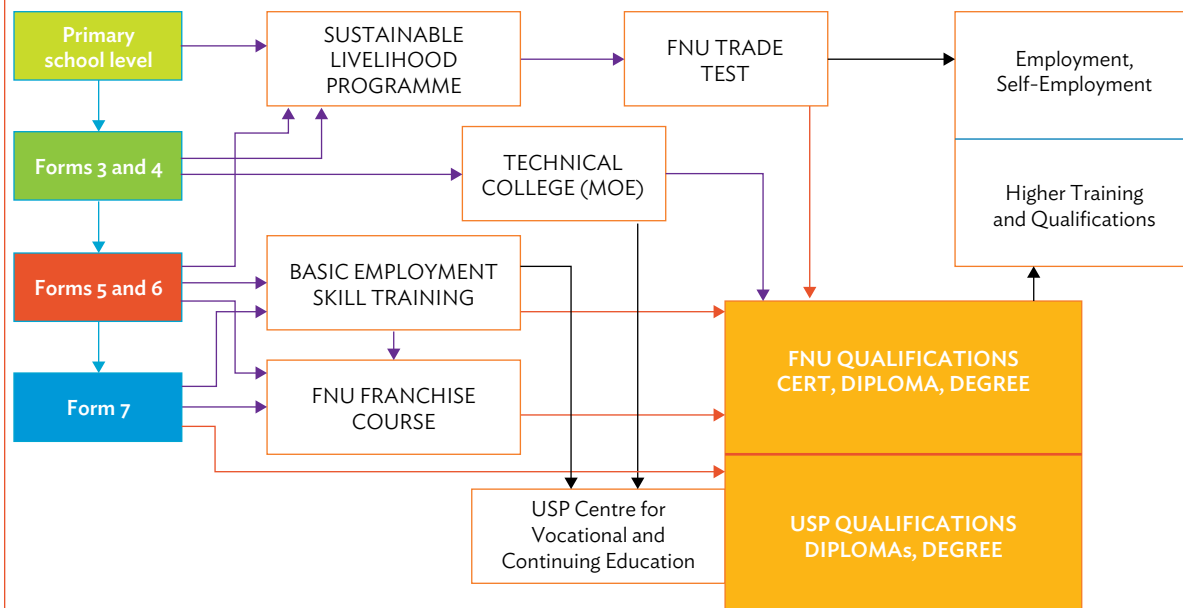 Primary
school level
SUSTAINABLE
LIVELIHOOD
PROGRAMME
FNU TRADE
TEST
Employment,
Self-Employment
Forms 3 and 4
TECHNICAL
COLLEGE (MOE)
Higher Training
and Qualifications
Forms 5 and 6
BASIC EMPLOYMENT
SKILL TRAINING
FNU QUALIFICATIONS
CERT, DIPLOMA, DEGREE
Form 7
FNU FRANCHISE
COURSE
USP Centre for
Vocational and
Continuing Education
USP QUALIFICATIONS
DIPLOMAs, DEGREE